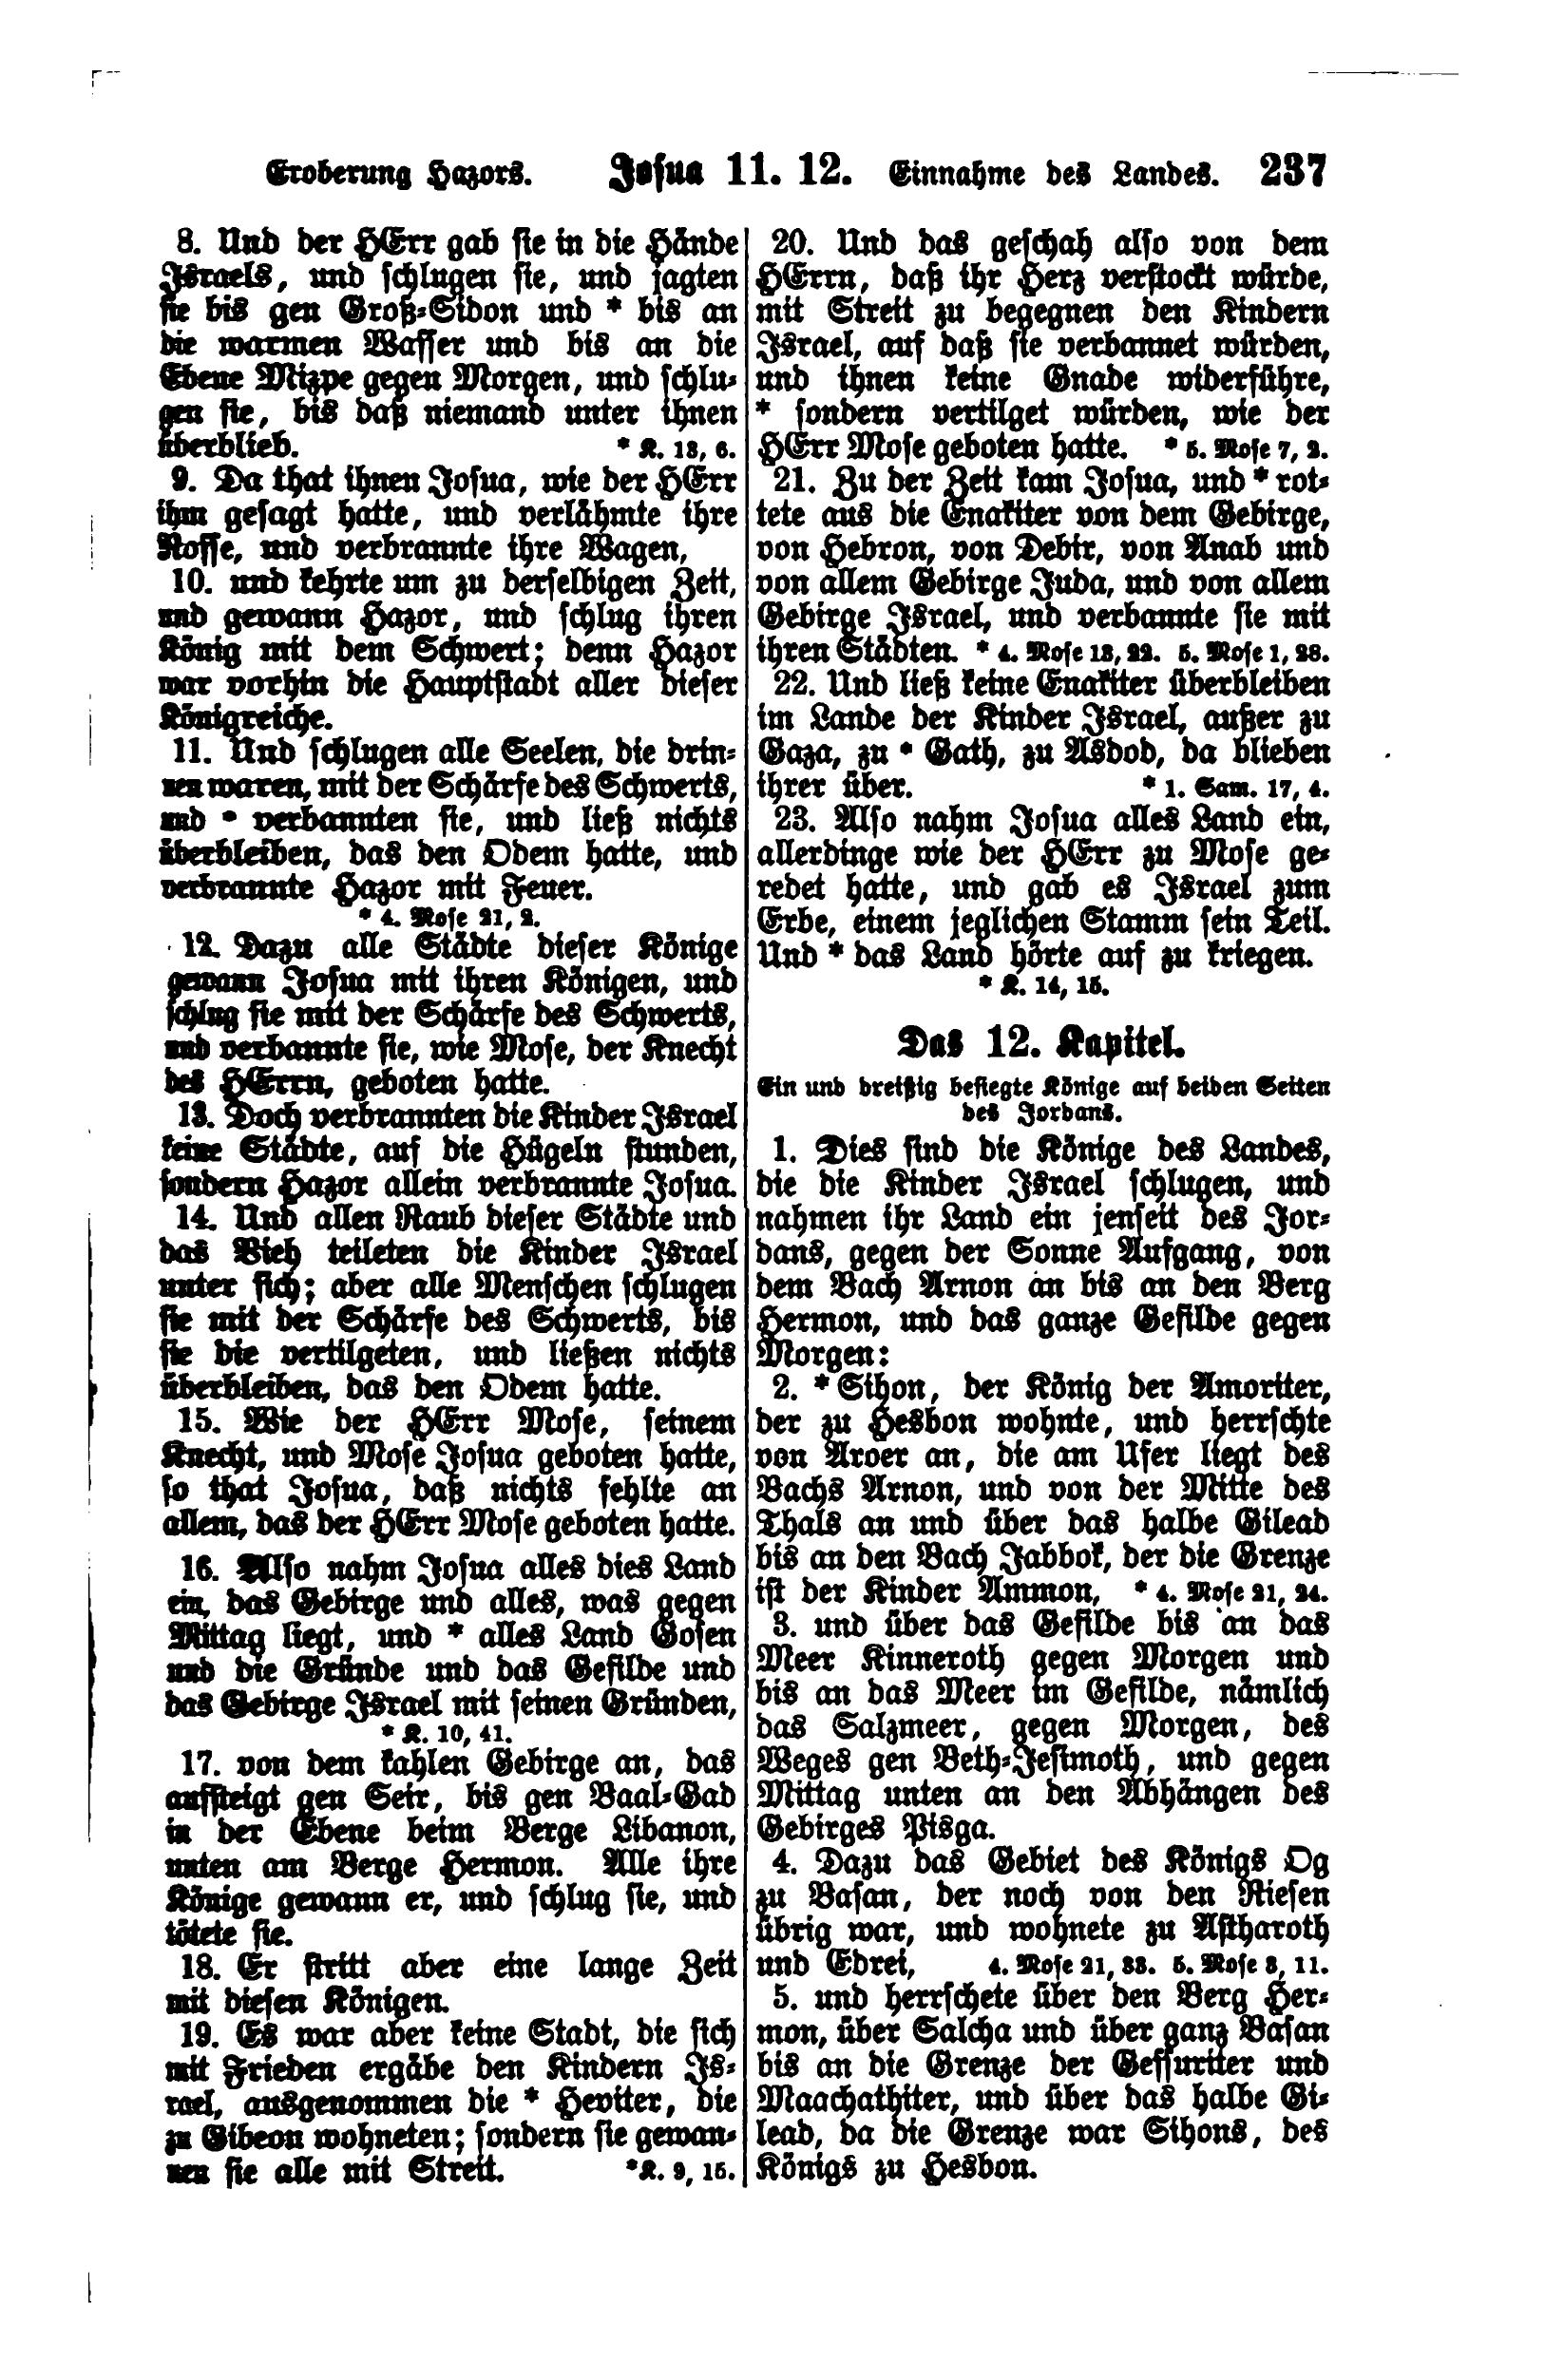 Eroberung Hazors. Josua 11. 12. Einnahme des Landes. 237
8. Und der HErr gab sie in die Hände
Israels, und schlugen sie, und jagten
sie bis gen Groß-Sidon und * bis an
die warmen Wasser und bis an die
Ebene Mizpe gegen Morgen, und schlu-
gen sie, bis daß niemand unter ihnen
überblieb. * K. 13, 6.
9. Da that ihnen Josua, wie der HErr
ihm gesagt hatte, und verlähmte ihre
Rosse, und verbrannte ihre Wagen,
10. und kehrte um zu derselbigen Zeit,
und gewann Hazor, und schlug ihren
König mit dem Schwert; denn Hazor
war vorhin die Hauptstadt aller dieser
Königreiche.
11. Und schlugen alle Seelen, die drin-
nen waren, mit der Schärfe des Schwerts,
und * verbannten sie, und ließ nichts
überbleiben, das den Odem hatte, und
verbrannte Hazor mit Feuer.
* 4. Mose 21, 2.
12. Dazu alle Städte dieser Könige
gewann Josua mit ihren Königen, und
schlug sie mit der Schärfe des Schwerts,
und verbannte sie, wie Mose, der Knecht
des HErrn, geboten hatte.
13. Doch verbrannten die Kinder Israel
keine Städte, auf die Hügeln stunden,
sondern Hazor allein verbrannte Josua.
14. Und allen Raub dieser Städte und
das Vieh teileten die Kinder Israel
unter sich; aber alle Menschen schlugen
sie mit der Schärfe des Schwerts, bis
sie die vertilgeten, und ließen nichts
überbleiben, das den Odem hatte.
15. Wie der HErr Mose, seinem
Knecht, und Mose Josua geboten hatte,
so that Josua, daß nichts fehlte an
allem, das der HErr Mose geboten hatte.
16. Also nahm Josua alles dies Land
ein, das Gebirge und alles, was gegen
Mittag liegt, und * alles Land Gosen
und die Gründe und das Gefilde und
das Gebirge Israel mit seinen Gründen,
* K. 10, 41.
17. von dem kahlen Gebirge an, das
aufsteigt gen Seir, bis gen Baal-Gad
in der Ebene beim Berge Libanon,
unten am Berge Hermon. Alle ihre
Könige gewann er, und schlug sie, und
tötete sie.
18. Er stritt aber eine lange Zeit
mit diesen Königen.
19. Es war aber keine Stadt, die sich
mit Frieden ergäbe den Kindern Is-
rael, ausgenommen die * Heviter, die
zu Gibeon wohneten; sondern sie gewan-
nen sie alle mit Streit. *K. 9, 15.
20. Und das geschah also von dem
HErrn, daß ihr Herz verstockt würde,
mit Streit zu begegnen den Kindern
Israel, auf daß sie verbannet würden,
und ihnen keine Gnade widerführe,
* sondern vertilget würden, wie der
HErr Mose geboten hatte. * 5. Mose 7, 2.
21. Zu der Zeit kam Josua, und * rot-
tete aus die Enakiter von dem Gebirge,
von Hebron, von Debir, von Anab und
von allem Gebirge Juda, und von allem
Gebirge Israel, und verbannte sie mit
ihren Städten. * 4. Mose 13, 22. 5. Mose 1, 28.
22. Und ließ keine Enakiter überbleiben
im Lande der Kinder Israel, außer zu
Gaza, zu * Gath, zu Asdod, da blieben
ihrer über. * 1. Sam. 17, 4.
23. Also nahm Josua alles Land ein,
allerdinge wie der HErr zu Mose ge-
redet hatte, und gab es Israel zum
Erbe, einem jeglichen Stamm sein Teil.
Und * das Land hörte auf zu kriegen.
* K. 14, 15.
Das 12. Kapitel.
Ein und dreißig besiegte Könige auf beiden Seiten
des Jordans.
1. Dies sind die Könige des Landes,
die die Kinder Israel schlugen, und
nahmen ihr Land ein jenseit des Jor-
dans, gegen der Sonne Aufgang, von
dem Bach Arnon an bis an den Berg
Hermon, und das ganze Gefilde gegen
Morgen:
2. * Sihon, der König der Amoriter,
der zu Hesbon wohnte, und herrschte
von Aroer an, die am Ufer liegt des
Bachs Arnon, und von der Mitte des
Thals an und über das halbe Gilead
bis an den Bach Jabbok, der die Grenze
ist der Kinder Ammon, * 4. Mose 21, 24.
3. und über das Gefilde bis an das
Meer Kinneroth gegen Morgen und
bis an das Meer im Gefilde, nämlich
das Salzmeer, gegen Morgen, des
Weges gen Beth-Jesimoth, und gegen
Mittag unten an den Abhängen des
Gebirges Pisga.
4. Dazu das Gebiet des Königs Og
zu Basan, der noch von den Riesen
übrig war, und wohnete zu Astharoth
und Edrei, 4. Mose 21, 33. 5. Mose 3, 11.
5. und herrschete über den Berg Her-
mon, über Salcha und über ganz Basan
bis an die Grenze der Gessuriter und
Maachathiter, und über das halbe Gi-
lead, da die Grenze war Sihons, des
Königs zu Hesbon.